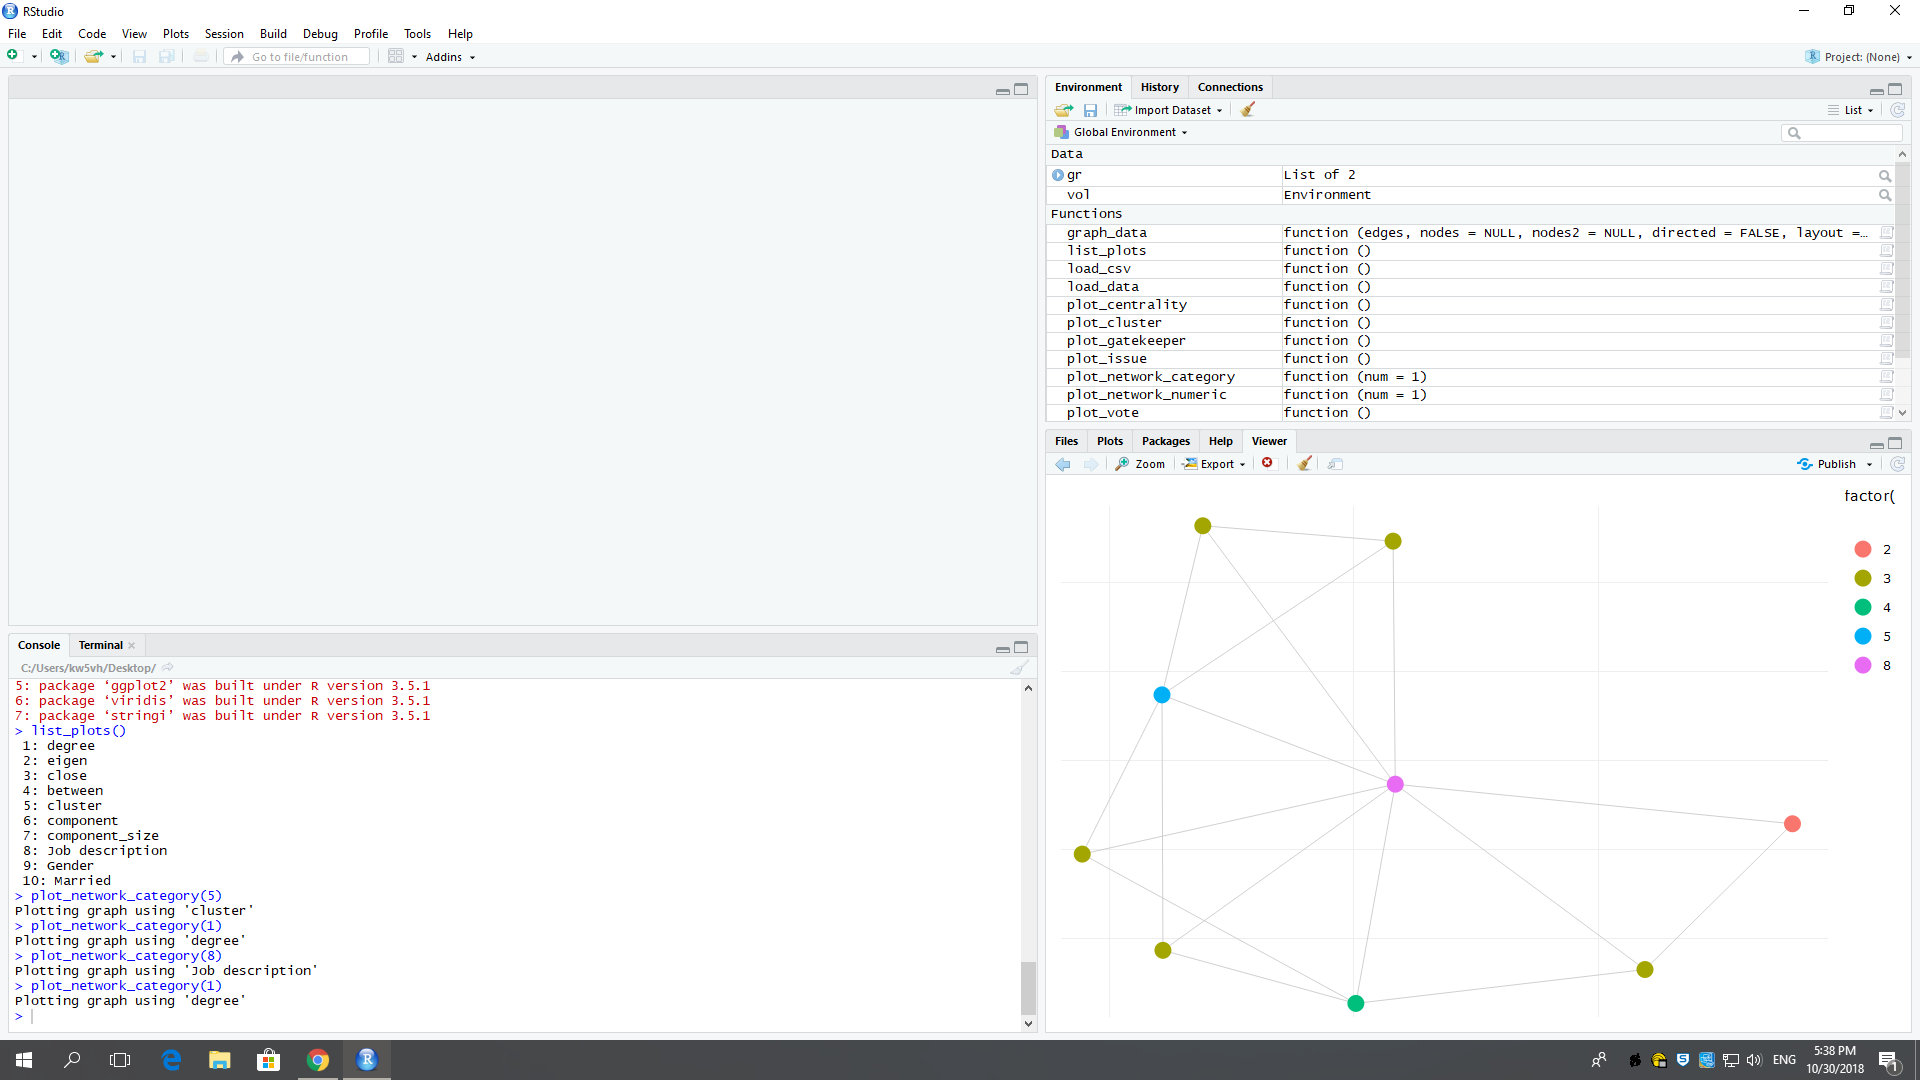 RStudio
File Edit Code View Plots Session Build Debug Profile Tools Help
Go to file/function Addins Project: (None)
Environment History Connections
Import Dataset List
Global Environment
Data
gr List of 2
vol Environment
Functions
graph_data function (edges, nodes = NULL, nodes2 = NULL, directed = FALSE, layout =…
list_plots function ()
load_csv function ()
load_data function ()
plot_centrality function ()
plot_cluster function ()
plot_gatekeeper function ()
plot_issue function ()
plot_network_category function (num = 1)
plot_network_numeric function (num = 1)
plot_vote function ()
Files Plots Packages Help Viewer
Zoom Export Publish
factor(
2
3
4
5
8
Console Terminal
C:/Users/kw5vh/Desktop/
5: package ‘ggplot2’ was built under R version 3.5.1
6: package ‘viridis’ was built under R version 3.5.1
7: package ‘stringi’ was built under R version 3.5.1
> list_plots()
1: degree
2: eigen
3: close
4: between
5: cluster
6: component
7: component_size
8: Job description
9: Gender
10: Married
> plot_network_category(5)
Plotting graph using 'cluster'
> plot_network_category(1)
Plotting graph using 'degree'
> plot_network_category(8)
Plotting graph using 'Job description'
> plot_network_category(1)
Plotting graph using 'degree'
>
ENG
5:38 PM
10/30/2018
1